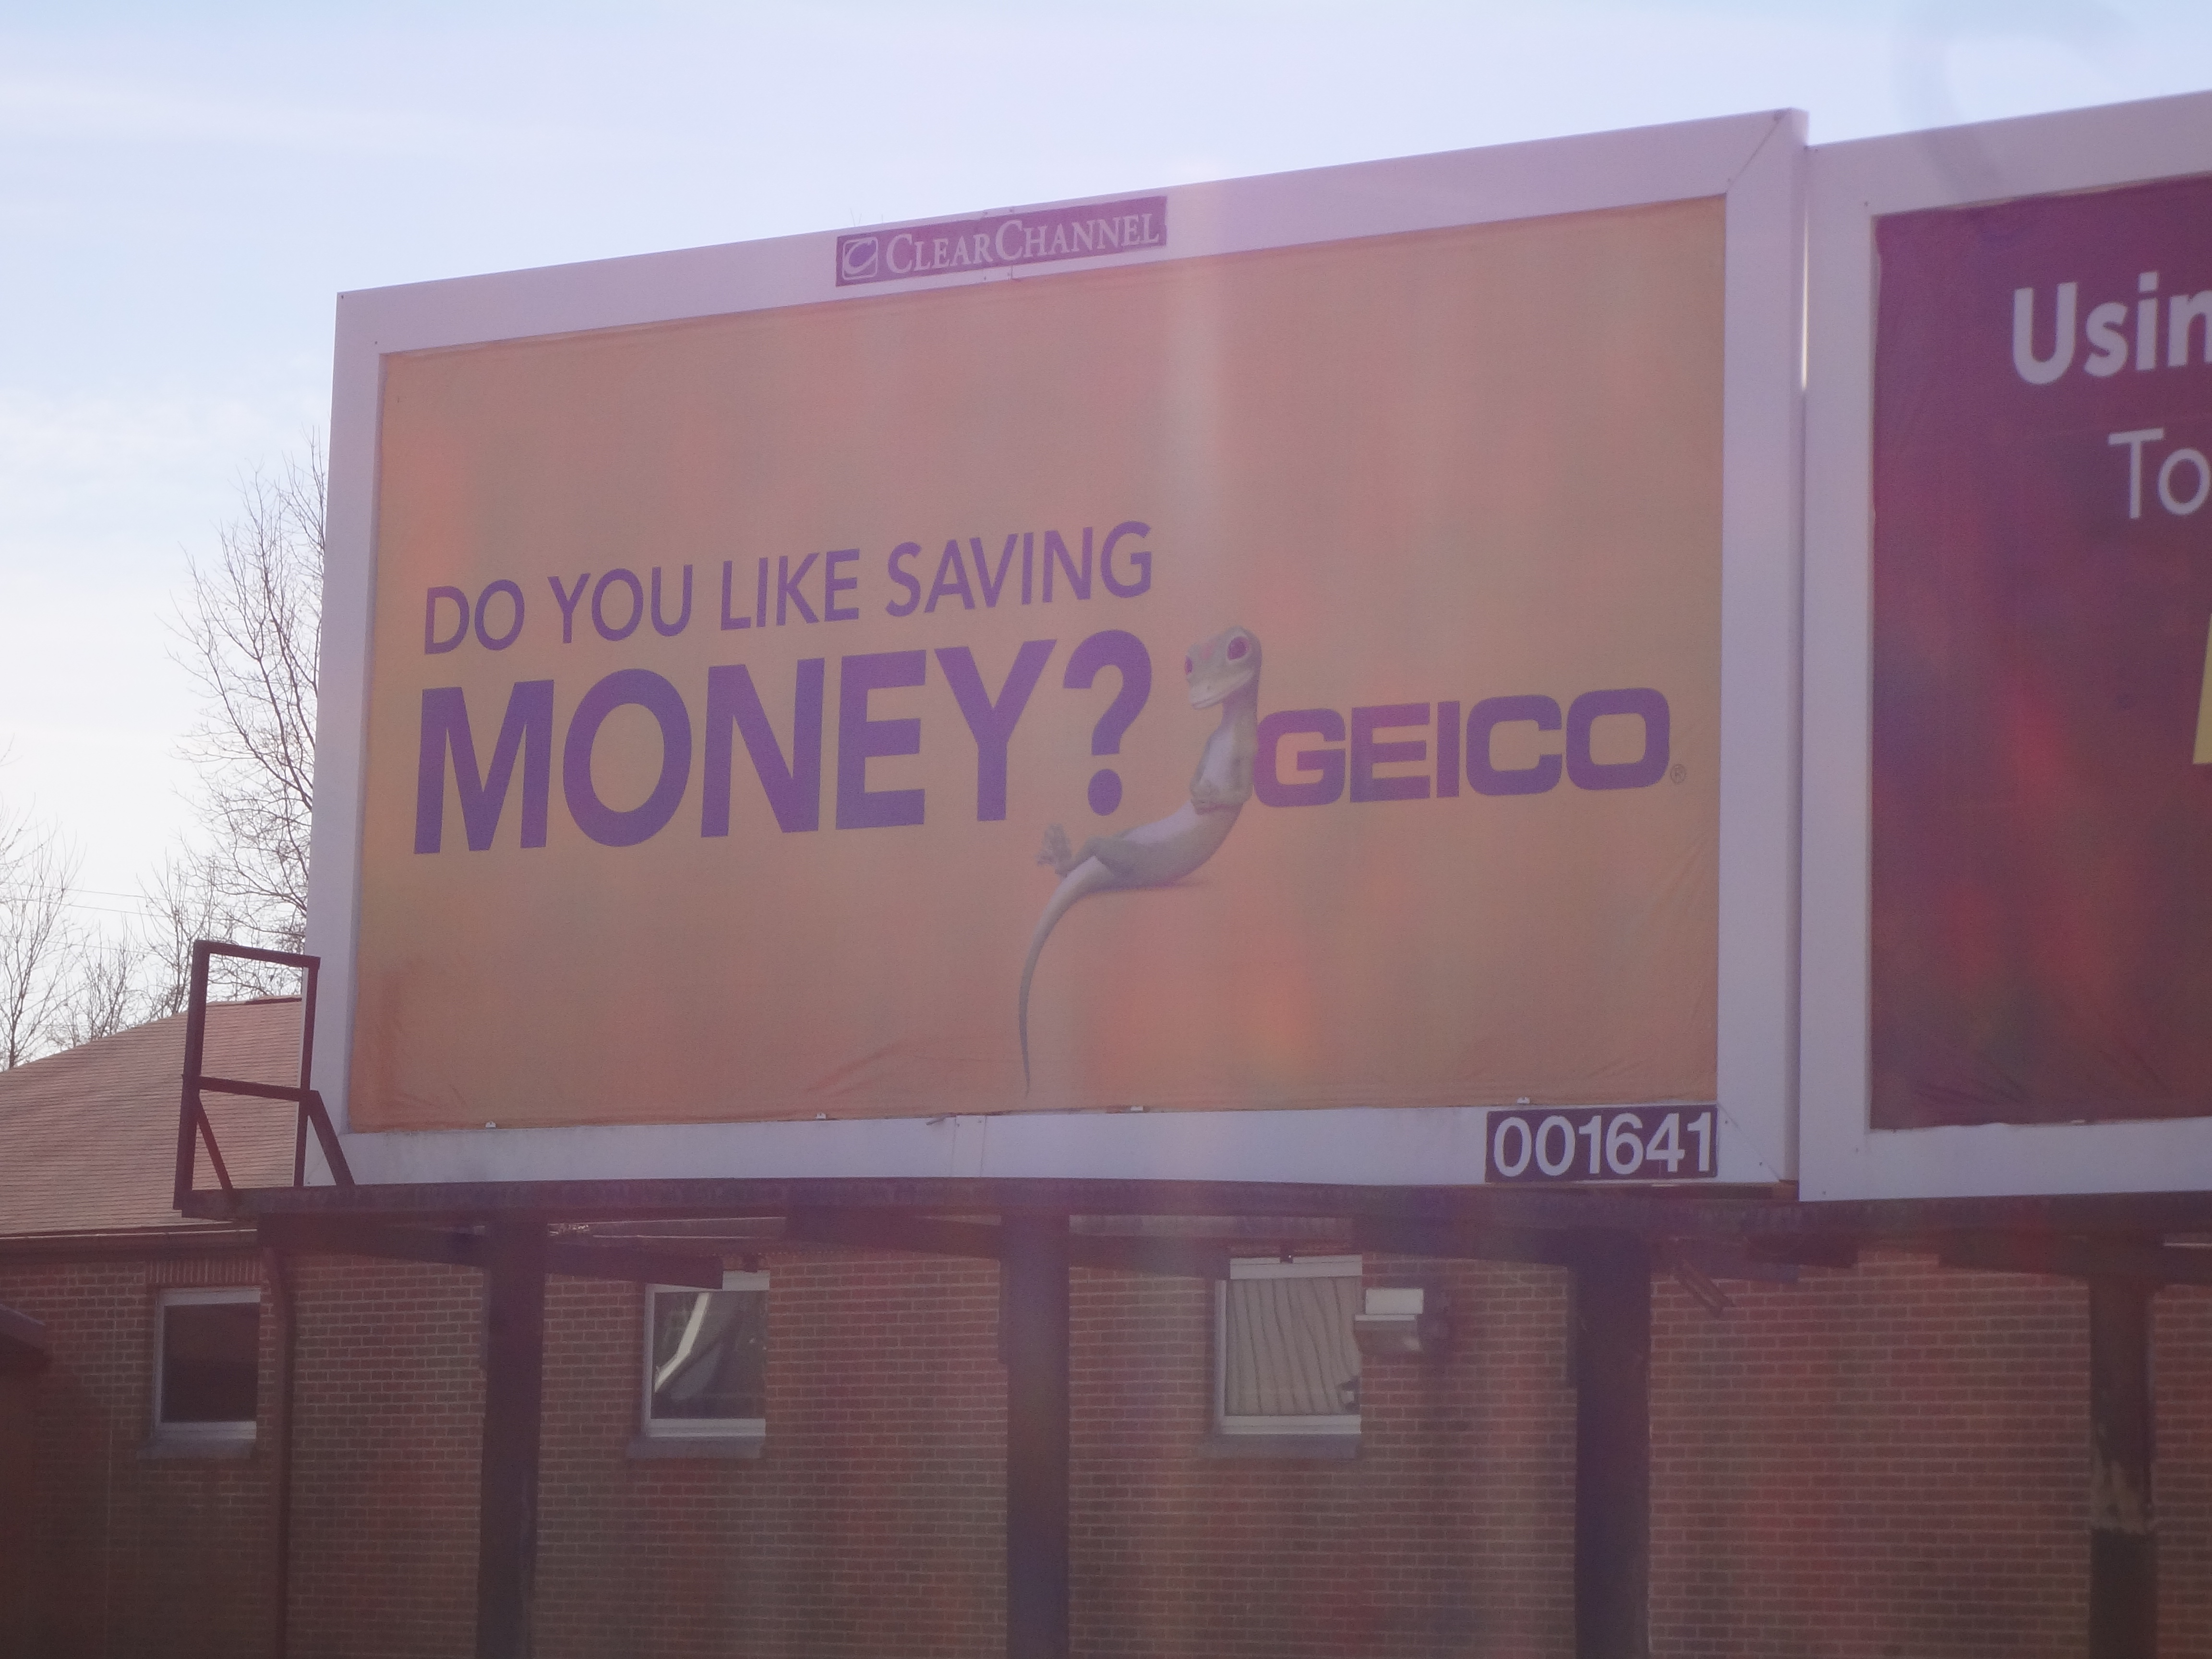 CLEARCHANNEL
DO YOU LIKE SAVING
MONEY?
GEICO®
001641
Usin
To